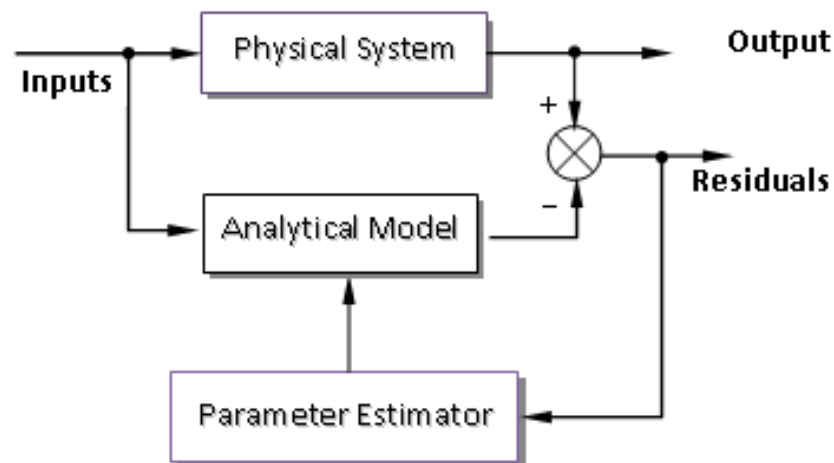 Physical System
Output
Inputs
+
Residuals
–
Analytical Model
Parameter Estimator